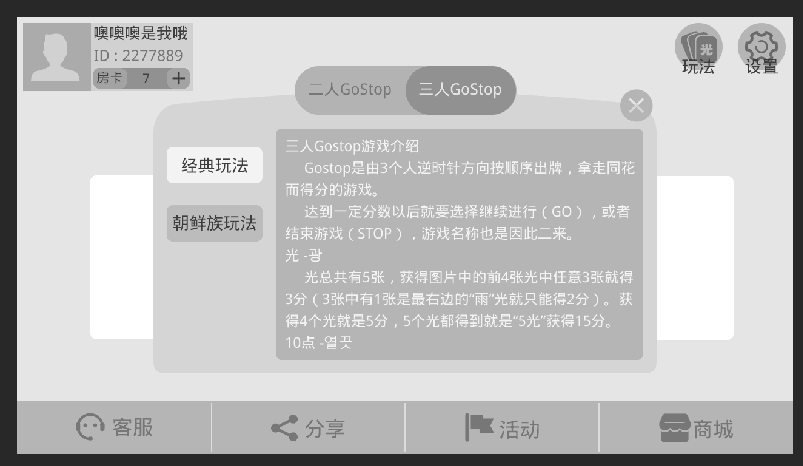 噢噢噢是我哦
ID : 2277889
房卡 7 +
光
玩法
设置
二人GoStop 三人GoStop
经典玩法
朝鲜族玩法
三人Gostop游戏介绍
Gostop是由3个人逆时针方向按顺序出牌，拿走同花
而得分的游戏。
达到一定分数以后就要选择继续进行（GO），或者
结束游戏（STOP），游戏名称也是因此二来。
光 -광
光总共有5张，获得图片中的前4张光中任意3张就得
3分（3张中有1张是最右边的“雨”光就只能得2分）。获
得4个光就是5分，5个光都得到就是“5光”获得15分。
10点 -열끗
客服
分享
活动
商城